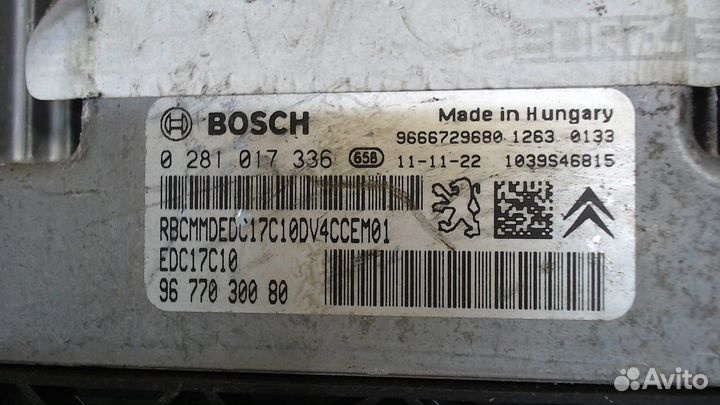 BOSCH
Made in Hungary
9666729680 1263 0133
0 281 017 336 658 11-11-22 1039S46815
RBCMMDEDC17C10DV4CCEM01
EDC17C10
96 770 300 80
Avito